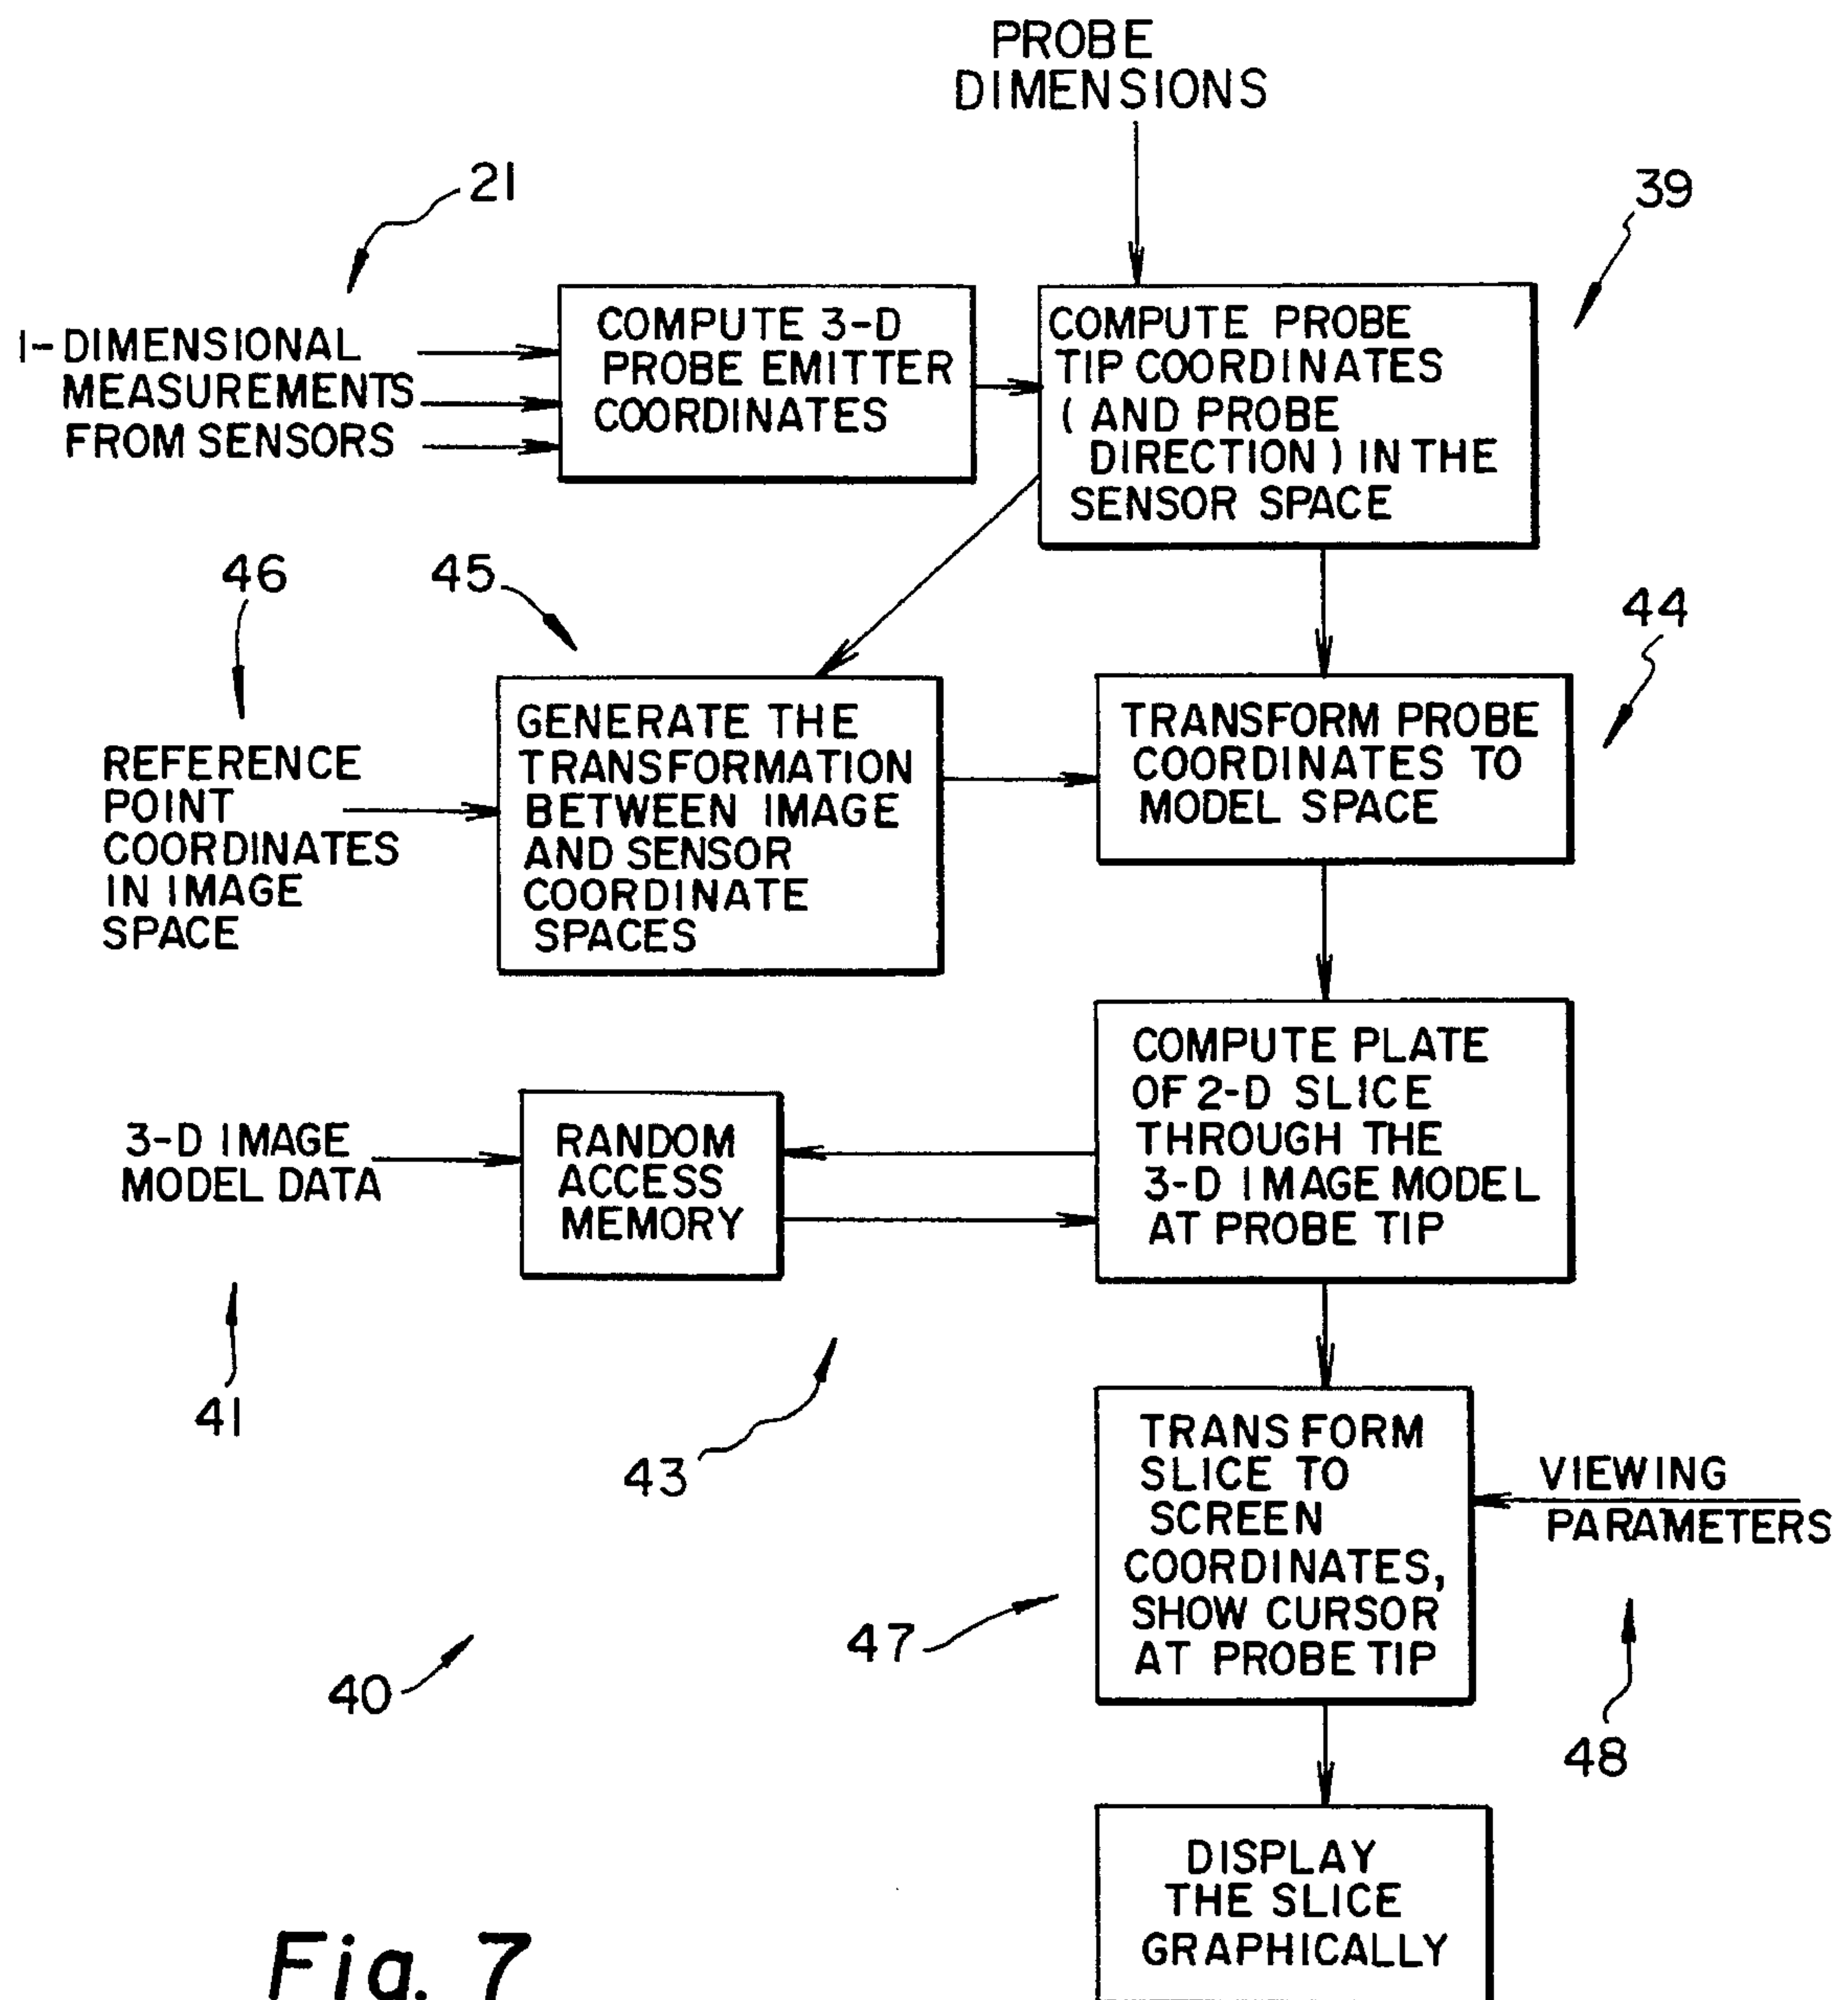 PROBE
DIMENSIONS
21
39
1-DIMENSIONAL
MEASUREMENTS
FROM SENSORS
COMPUTE 3-D
PROBE EMITTER
COORDINATES
COMPUTE PROBE
TIP COORDINATES
( AND PROBE
DIRECTION ) IN THE
SENSOR SPACE
46
45
44
REFERENCE
POINT
COORDINATES
IN IMAGE
SPACE
GENERATE THE
TRANSFORMATION
BETWEEN IMAGE
AND SENSOR
COORDINATE
SPACES
TRANSFORM PROBE
COORDINATES TO
MODEL SPACE
3-D IMAGE
MODEL DATA
RANDOM
ACCESS
MEMORY
COMPUTE PLATE
OF 2-D SLICE
THROUGH THE
3-D IMAGE MODEL
AT PROBE TIP
41
43
TRANSFORM
SLICE TO
SCREEN
COORDINATES,
SHOW CURSOR
AT PROBE TIP
VIEWING
PARAMETERS
47
40
48
DISPLAY
THE SLICE
GRAPHICALLY
Fig. 7